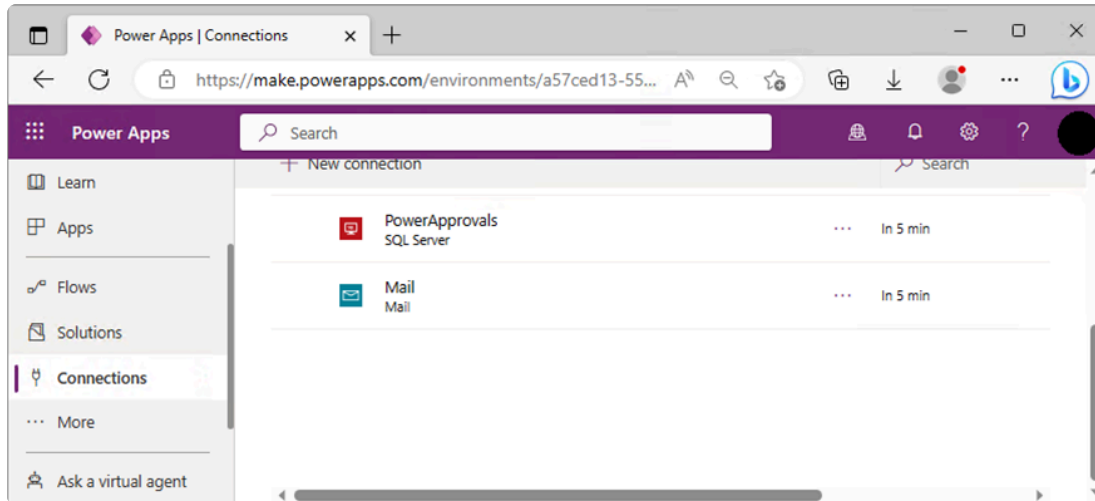 Power Apps | Connections
https://make.powerapps.com/environments/a57ced13-55...
Power Apps
Search
Learn
Apps
Flows
Solutions
Connections
More
Ask a virtual agent
New connection
Search
PowerApprovals
SQL Server
... In 5 min
Mail
Mail
... In 5 min